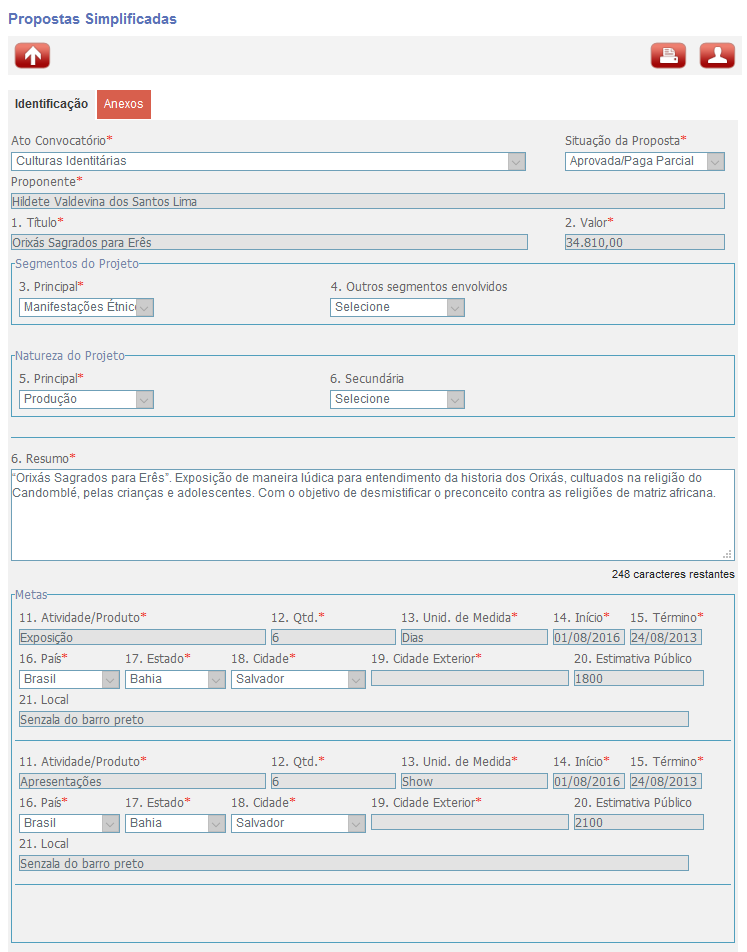 Propostas Simplificadas
Identificação Anexos
Ato Convocatório* Situação da Proposta*
Culturas Identitárias Aprovada/Paga Parcial
Proponente*
Hildete Valdevina dos Santos Lima
1. Título* 2. Valor*
Orixás Sagrados para Erês 34.810,00
Segmentos do Projeto
3. Principal* 4. Outros segmentos envolvidos
Manifestações Étnic Selecione
Natureza do Projeto
5. Principal* 6. Secundária
Produção Selecione
6. Resumo*
“Orixás Sagrados para Erês”. Exposição de maneira lúdica para entendimento da historia dos Orixás, cultuados na religião do
Candomblé, pelas crianças e adolescentes. Com o objetivo de desmistificar o preconceito contra as religiões de matriz africana.
248 caracteres restantes
Metas
11. Atividade/Produto* 12. Qtd.* 13. Unid. de Medida* 14. Início* 15. Término*
Exposição 6 Dias 01/08/2016 24/08/2013
16. País* 17. Estado* 18. Cidade* 19. Cidade Exterior* 20. Estimativa Público
Brasil Bahia Salvador 1800
21. Local
Senzala do barro preto
11. Atividade/Produto* 12. Qtd.* 13. Unid. de Medida* 14. Início* 15. Término*
Apresentações 6 Show 01/08/2016 24/08/2013
16. País* 17. Estado* 18. Cidade* 19. Cidade Exterior* 20. Estimativa Público
Brasil Bahia Salvador 2100
21. Local
Senzala do barro preto